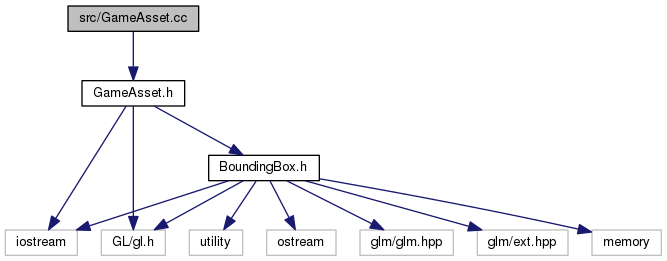 src/GameAsset.cc
GameAsset.h
BoundingBox.h
iostream
GL/gl.h
utility
ostream
glm/glm.hpp
glm/ext.hpp
memory